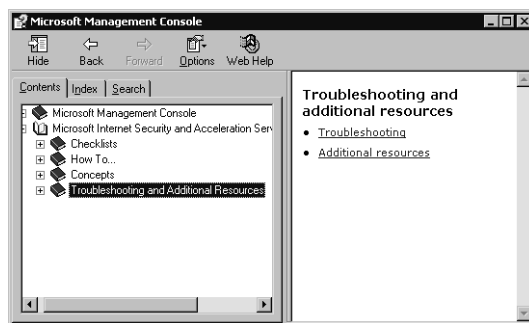 Microsoft Management Console
Hide Back Forward Options Web Help
Contents Index Search
Microsoft Management Console
Microsoft Internet Security and Acceleration Ser
Checklists
How To...
Concepts
Troubleshooting and Additional Resources
Troubleshooting and
additional resources
Troubleshooting
Additional resources